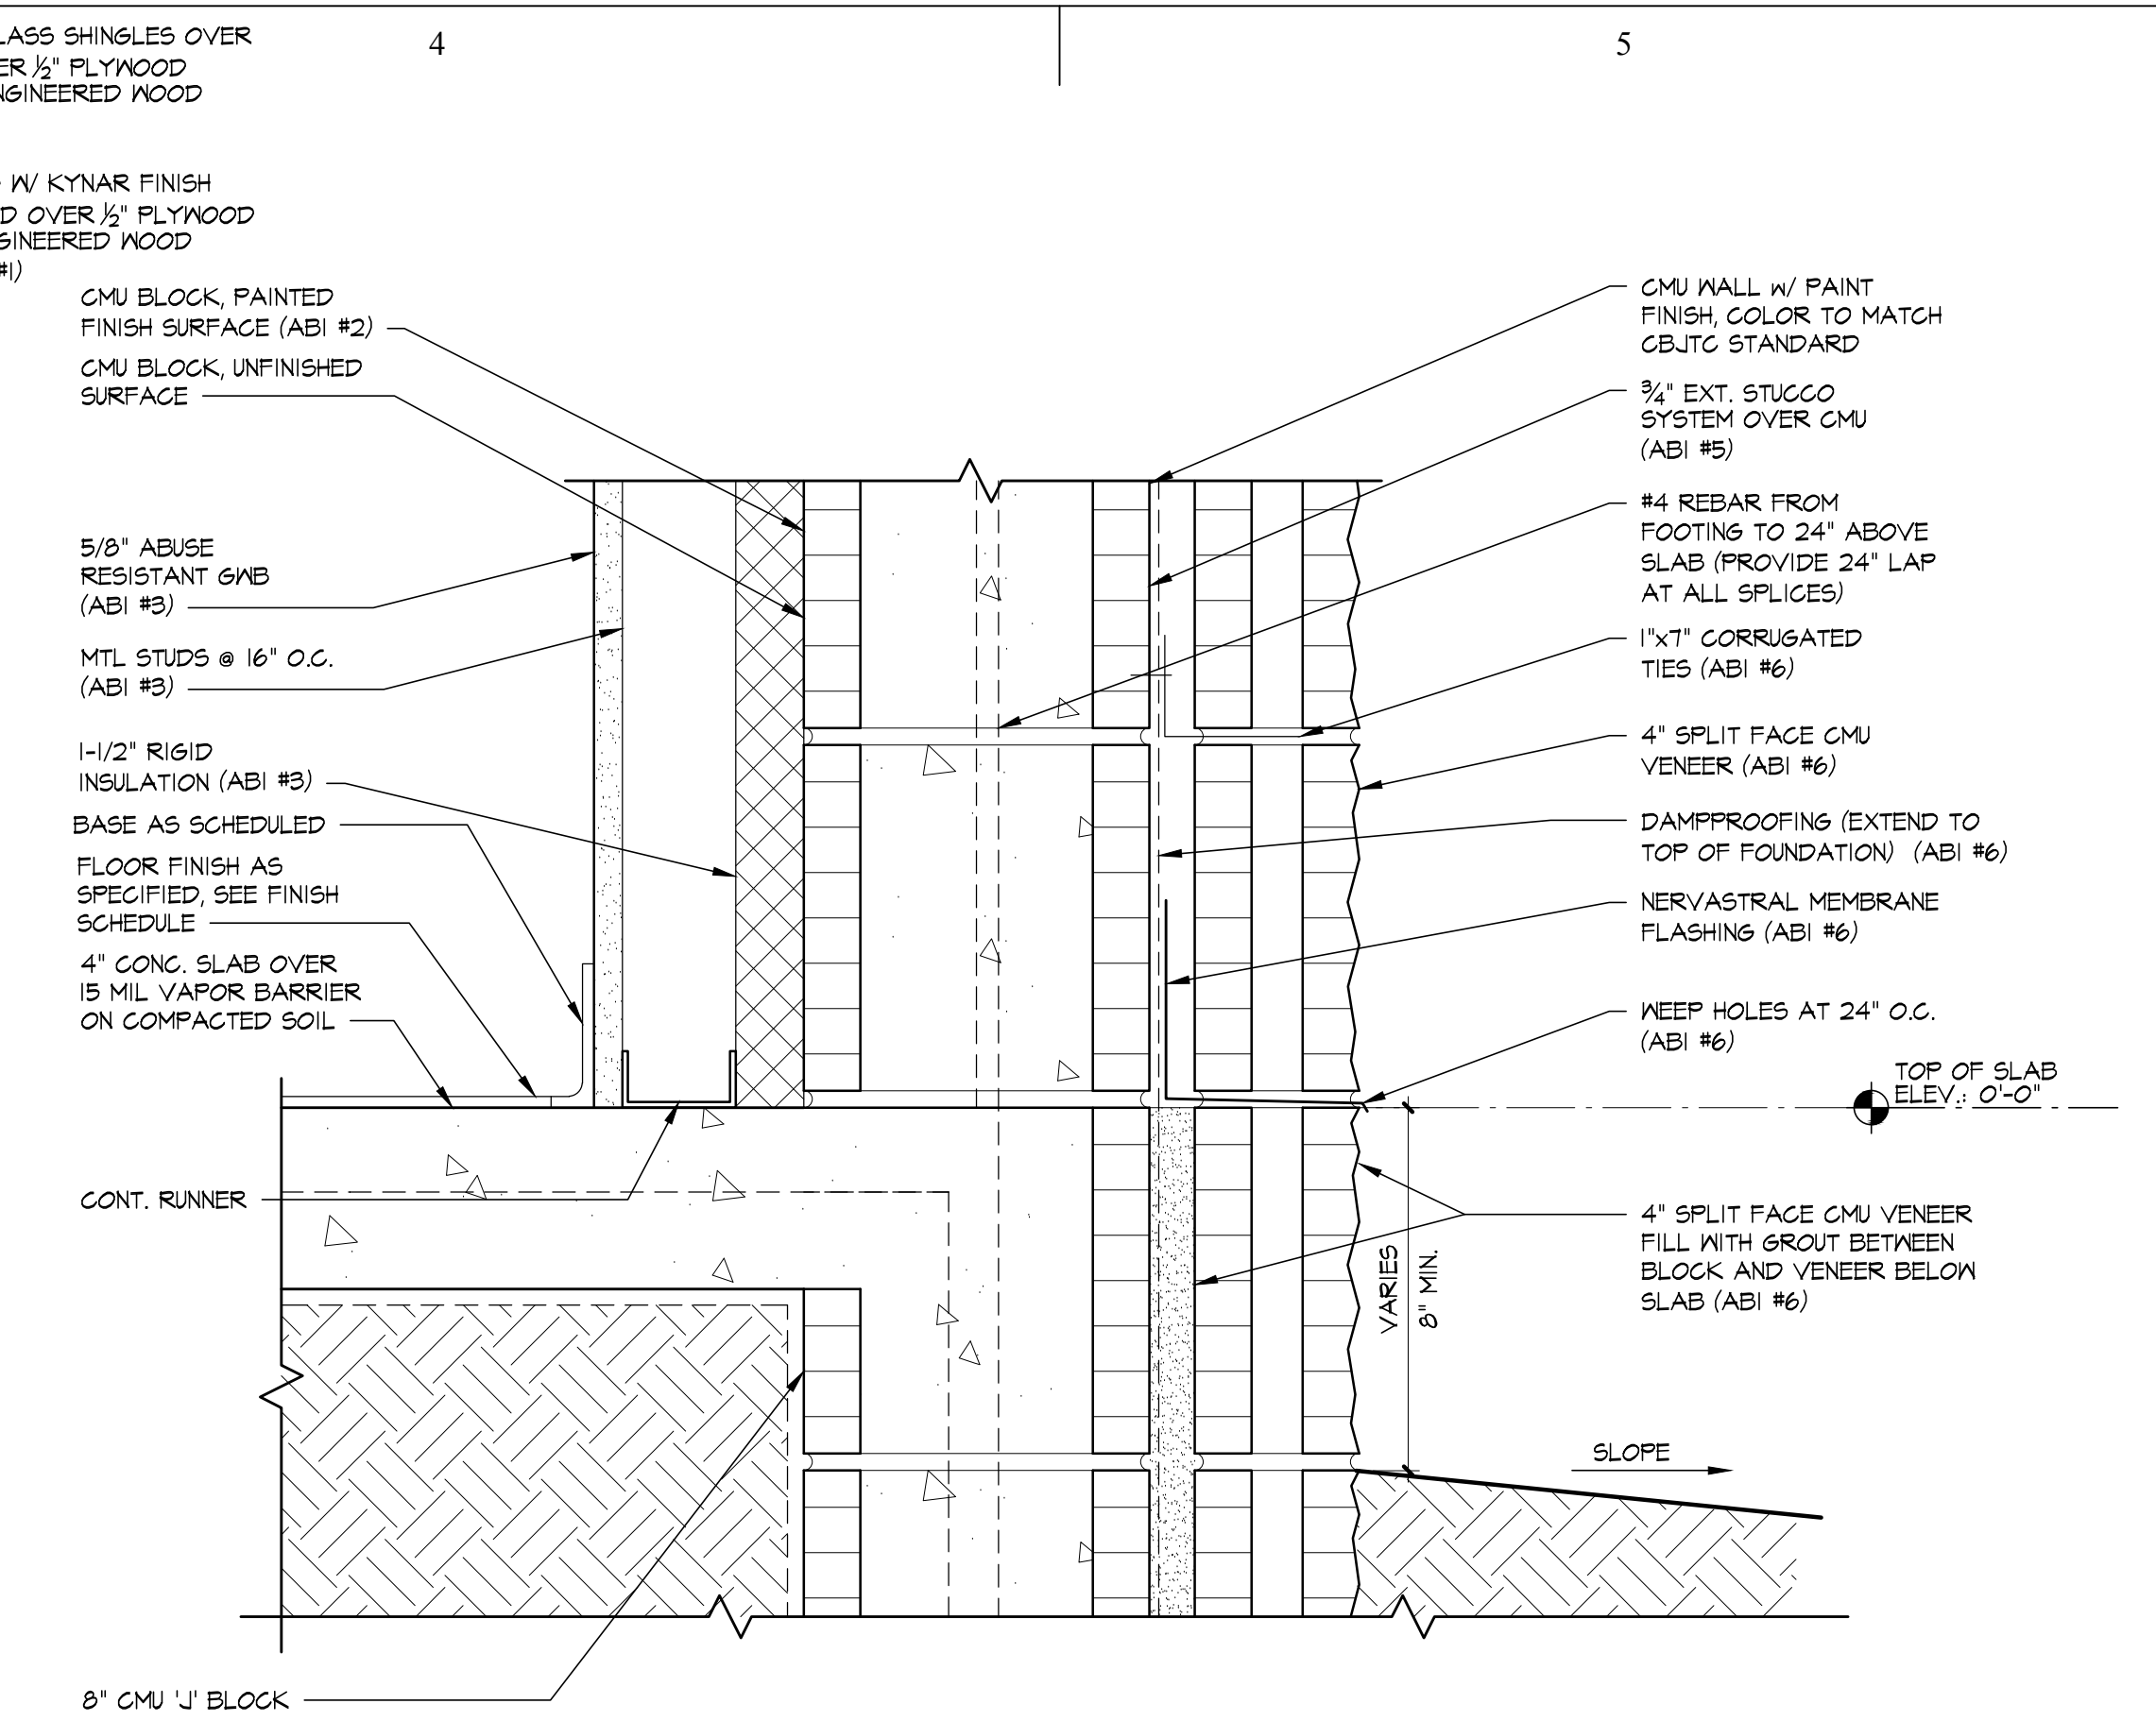 4
5
LASS SHINGLES OVER
ER 1/2" PLYWOOD
NGINEERED WOOD
W/ KYNAR FINISH
D OVER 1/2" PLYWOOD
GINEERED WOOD
#1)
CMU BLOCK, PAINTED
FINISH SURFACE (ABI #2)
CMU BLOCK, UNFINISHED
SURFACE
5/8" ABUSE
RESISTANT GWB
(ABI #3)
MTL STUDS @ 16" O.C.
(ABI #3)
1-1/2" RIGID
INSULATION (ABI #3)
BASE AS SCHEDULED
FLOOR FINISH AS
SPECIFIED, SEE FINISH
SCHEDULE
4" CONC. SLAB OVER
15 MIL VAPOR BARRIER
ON COMPACTED SOIL
CONT. RUNNER
8" CMU 'J' BLOCK
CMU WALL W/ PAINT
FINISH, COLOR TO MATCH
CBJTC STANDARD
3/4" EXT. STUCCO
SYSTEM OVER CMU
(ABI #5)
#4 REBAR FROM
FOOTING TO 24" ABOVE
SLAB (PROVIDE 24" LAP
AT ALL SPLICES)
1"x7" CORRUGATED
TIES (ABI #6)
4" SPLIT FACE CMU
VENEER (ABI #6)
DAMPPROOFING (EXTEND TO
TOP OF FOUNDATION) (ABI #6)
NERVASTRAL MEMBRANE
FLASHING (ABI #6)
WEEP HOLES AT 24" O.C.
(ABI #6)
TOP OF SLAB
ELEV.: 0'-0"
4" SPLIT FACE CMU VENEER
FILL WITH GROUT BETWEEN
BLOCK AND VENEER BELOW
SLAB (ABI #6)
VARIES
8" MIN.
SLOPE